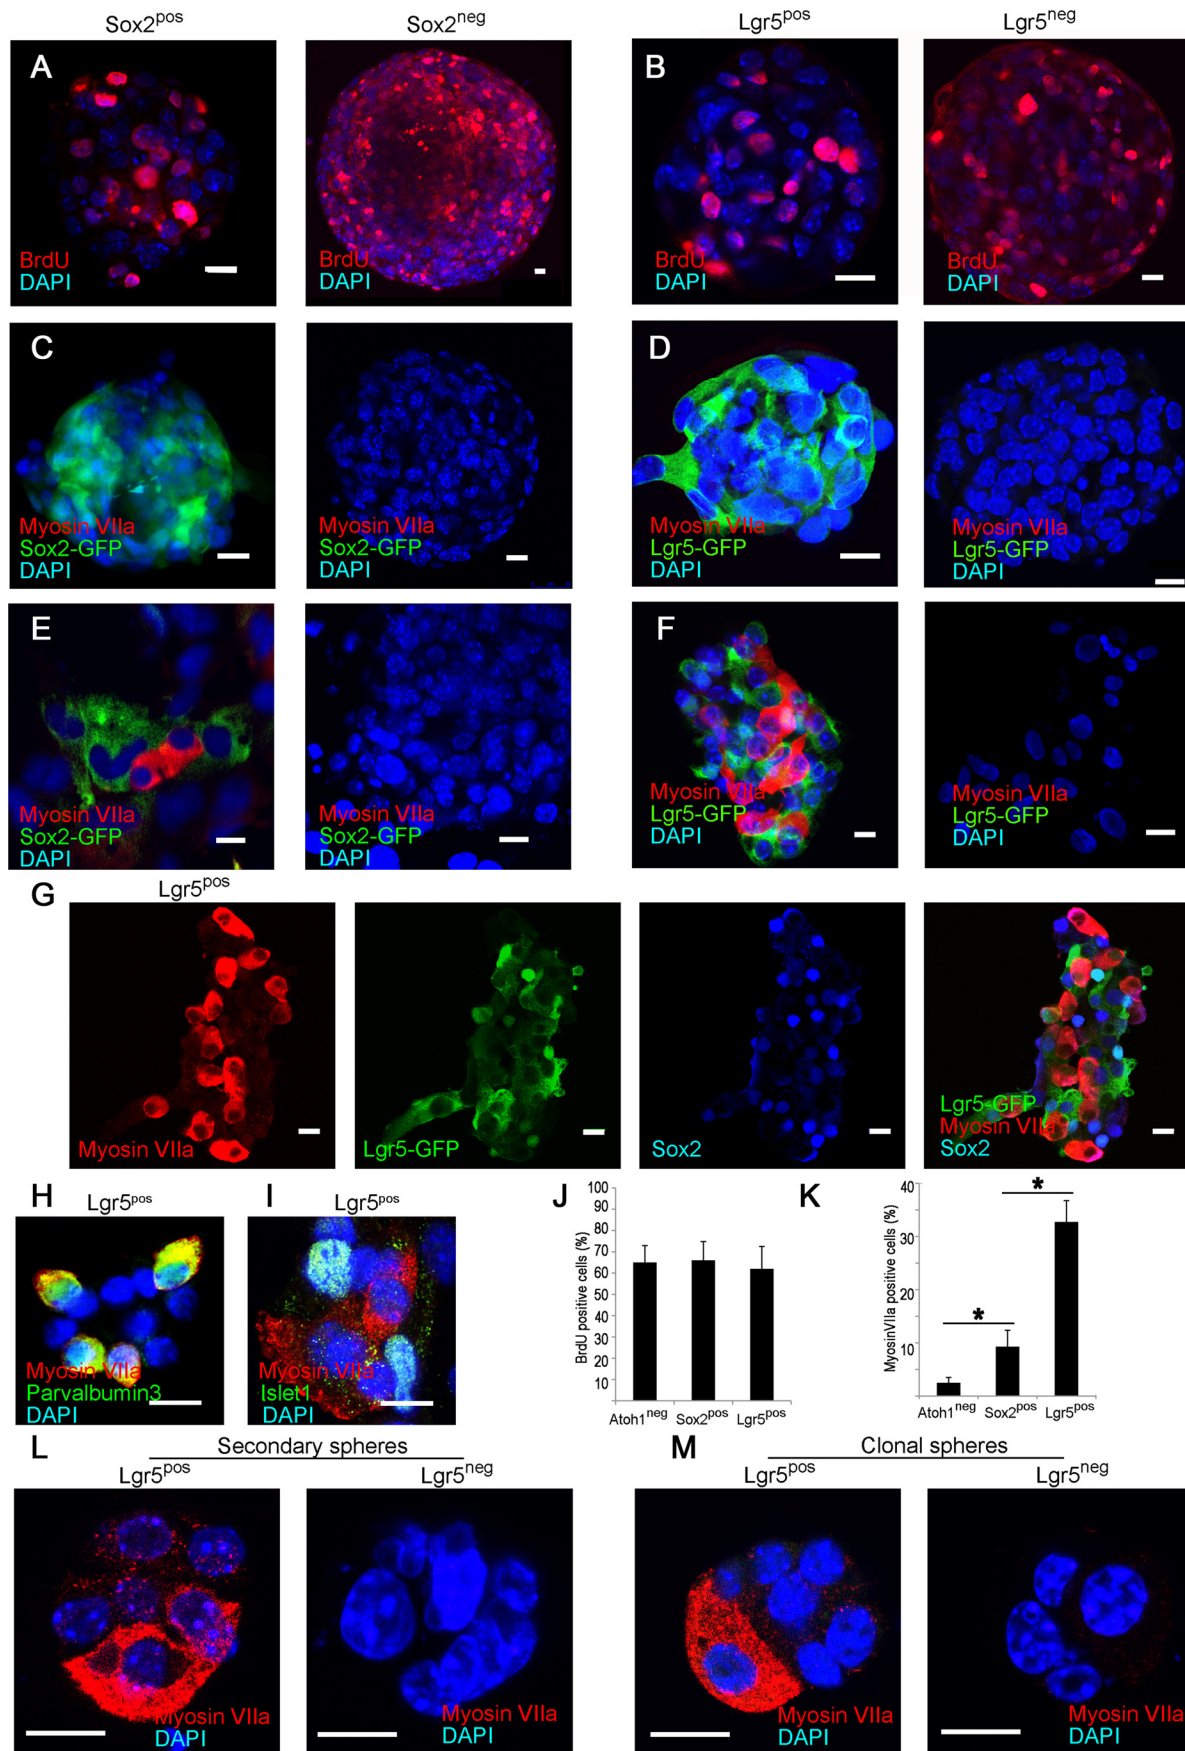 Sox2pos Sox2neg Lgr5pos Lgr5neg
A B
BrdU BrdU BrdU BrdU
DAPI DAPI DAPI DAPI
C D
Myosin VIIa Myosin VIIa Myosin VIIa Myosin VIIa
Sox2-GFP Sox2-GFP Lgr5-GFP Lgr5-GFP
DAPI DAPI DAPI DAPI
E F
Myosin VIIa Myosin VIIa Myosin VIIa Myosin VIIa
Sox2-GFP Sox2-GFP Lgr5-GFP Lgr5-GFP
DAPI DAPI DAPI DAPI
G Lgr5pos
Myosin VIIa
Lgr5-GFP
Sox2
Lgr5-GFP
Myosin VIIa
Sox2
H Lgr5pos
Myosin VIIa
Parvalbumin3
DAPI
I Lgr5pos
Myosin VIIa
Islet1
DAPI
J
BrdU positive cells (%)
100
90
80
70
60
50
40
30
20
10
Atoh1neg Sox2pos Lgr5pos
K
MyosinVIIa positive cells (%)
40
30
20
10
*
*
Atoh1neg Sox2pos Lgr5pos
L Secondary spheres
Lgr5pos Lgr5neg
Myosin VIIa Myosin VIIa
DAPI DAPI
M Clonal spheres
Lgr5pos Lgr5neg
Myosin VIIa Myosin VIIa
DAPI DAPI